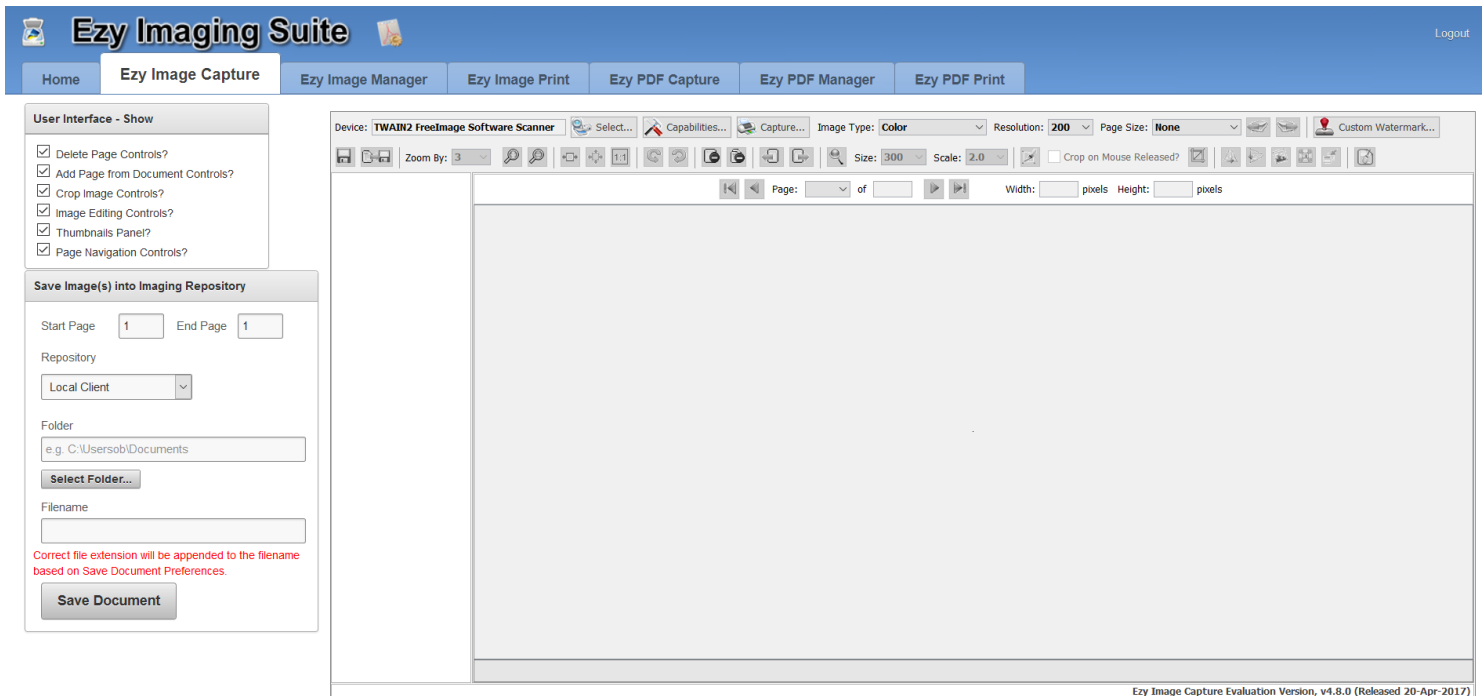 Ezy Imaging Suite
Logout
Home Ezy Image Capture Ezy Image Manager Ezy Image Print Ezy PDF Capture Ezy PDF Manager Ezy PDF Print
User Interface - Show
Delete Page Controls?
Add Page from Document Controls?
Crop Image Controls?
Image Editing Controls?
Thumbnails Panel?
Page Navigation Controls?
Save Image(s) into Imaging Repository
Start Page 1 End Page 1
Repository
Local Client
Folder
e.g. C:\Usersob\Documents
Select Folder...
Filename
Correct file extension will be appended to the filename
based on Save Document Preferences.
Save Document
Device: TWAIN2 FreeImage Software Scanner Select... Capabilities... Capture... Image Type: Color Resolution: 200 Page Size: None Custom Watermark...
Zoom By: 3 1:1 Size: 300 Scale: 2.0 Crop on Mouse Released?
Page: of Width: pixels Height: pixels
Ezy Image Capture Evaluation Version, v4.8.0 (Released 20-Apr-2017)